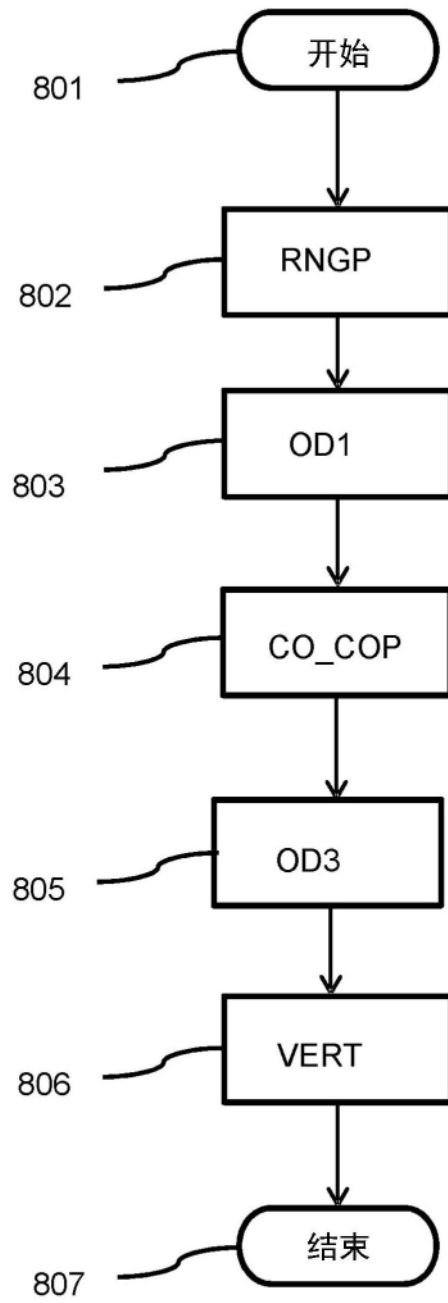 开始
801
RNGP
802
OD1
803
CO_COP
804
OD3
805
VERT
806
结束
807